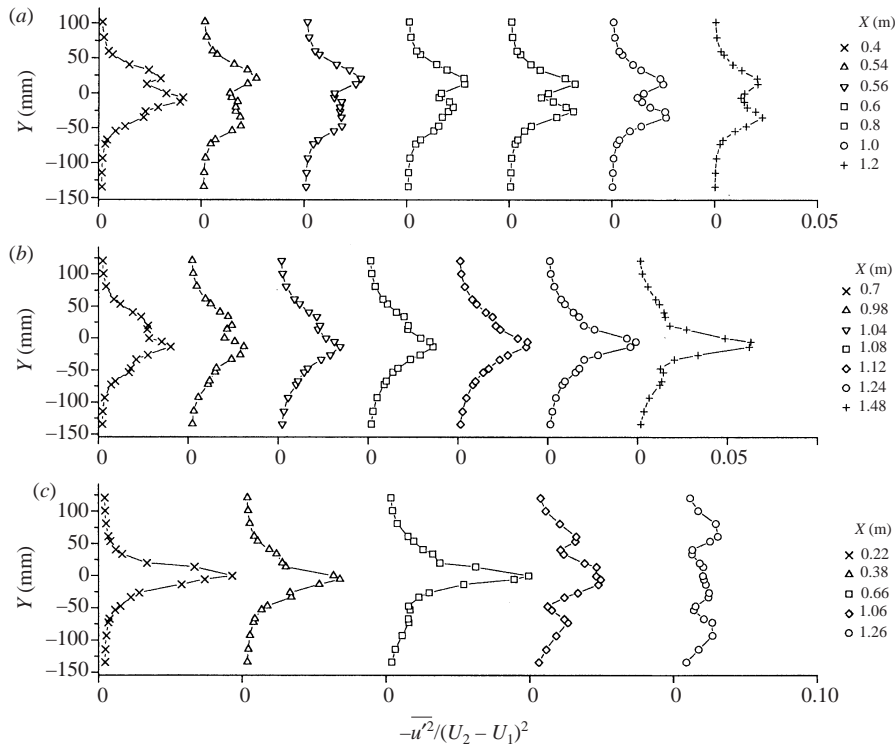 (a)
X (m)
0.4
0.54
0.56
0.6
0.8
1.0
1.2
100
50
0
−50
−100
−150
Y (mm)
0 0 0 0 0 0 0 0.05
(b)
X (m)
0.7
0.98
1.04
1.08
1.12
1.24
1.48
100
50
0
−50
−100
−150
Y (mm)
0 0 0 0 0 0 0 0.10
(c)
X (m)
0.22
0.38
0.66
1.06
1.26
100
50
0
−50
−100
−150
Y (mm)
0 0 0 0 0 0.10
−u′²/(U₂ − U₁)²